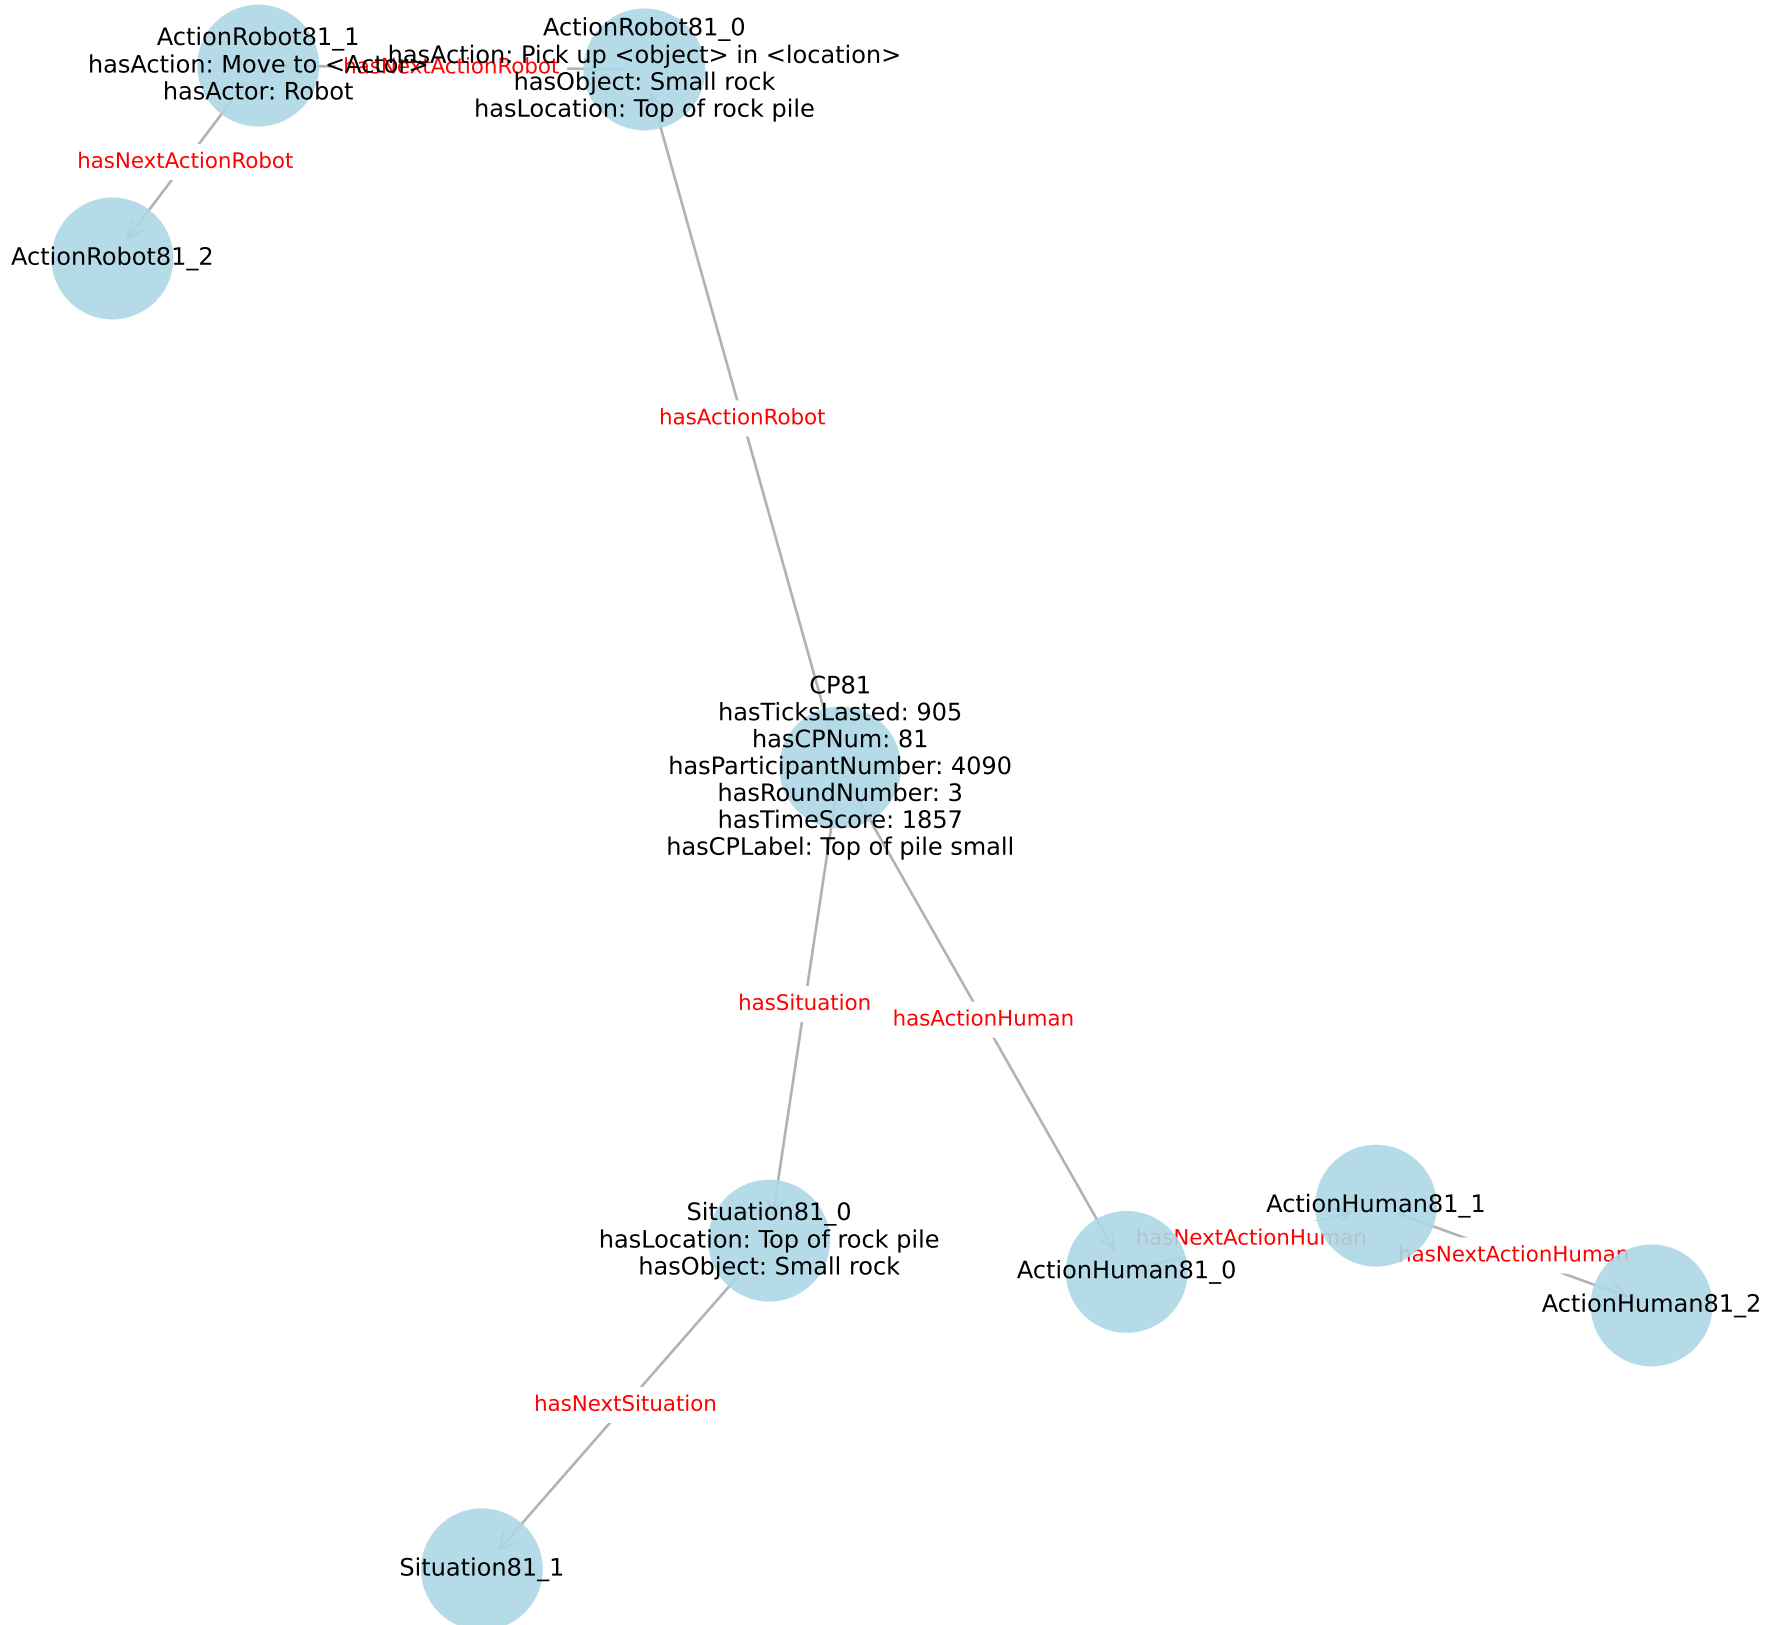 ActionRobot81_1
hasAction: Move to <Actor>
hasActor: Robot
hasNextActionRobot
ActionRobot81_0
hasAction: Pick up <object> in <location>
hasObject: Small rock
hasLocation: Top of rock pile
hasNextActionRobot
ActionRobot81_2
hasActionRobot
CP81
hasTicksLasted: 905
hasCPNum: 81
hasParticipantNumber: 4090
hasRoundNumber: 3
hasTimeScore: 1857
hasCPLabel: Top of pile small
hasSituation
hasActionHuman
Situation81_0
hasLocation: Top of rock pile
hasObject: Small rock
ActionHuman81_0
hasNextActionHuman
ActionHuman81_1
hasNextActionHuman
ActionHuman81_2
hasNextSituation
Situation81_1